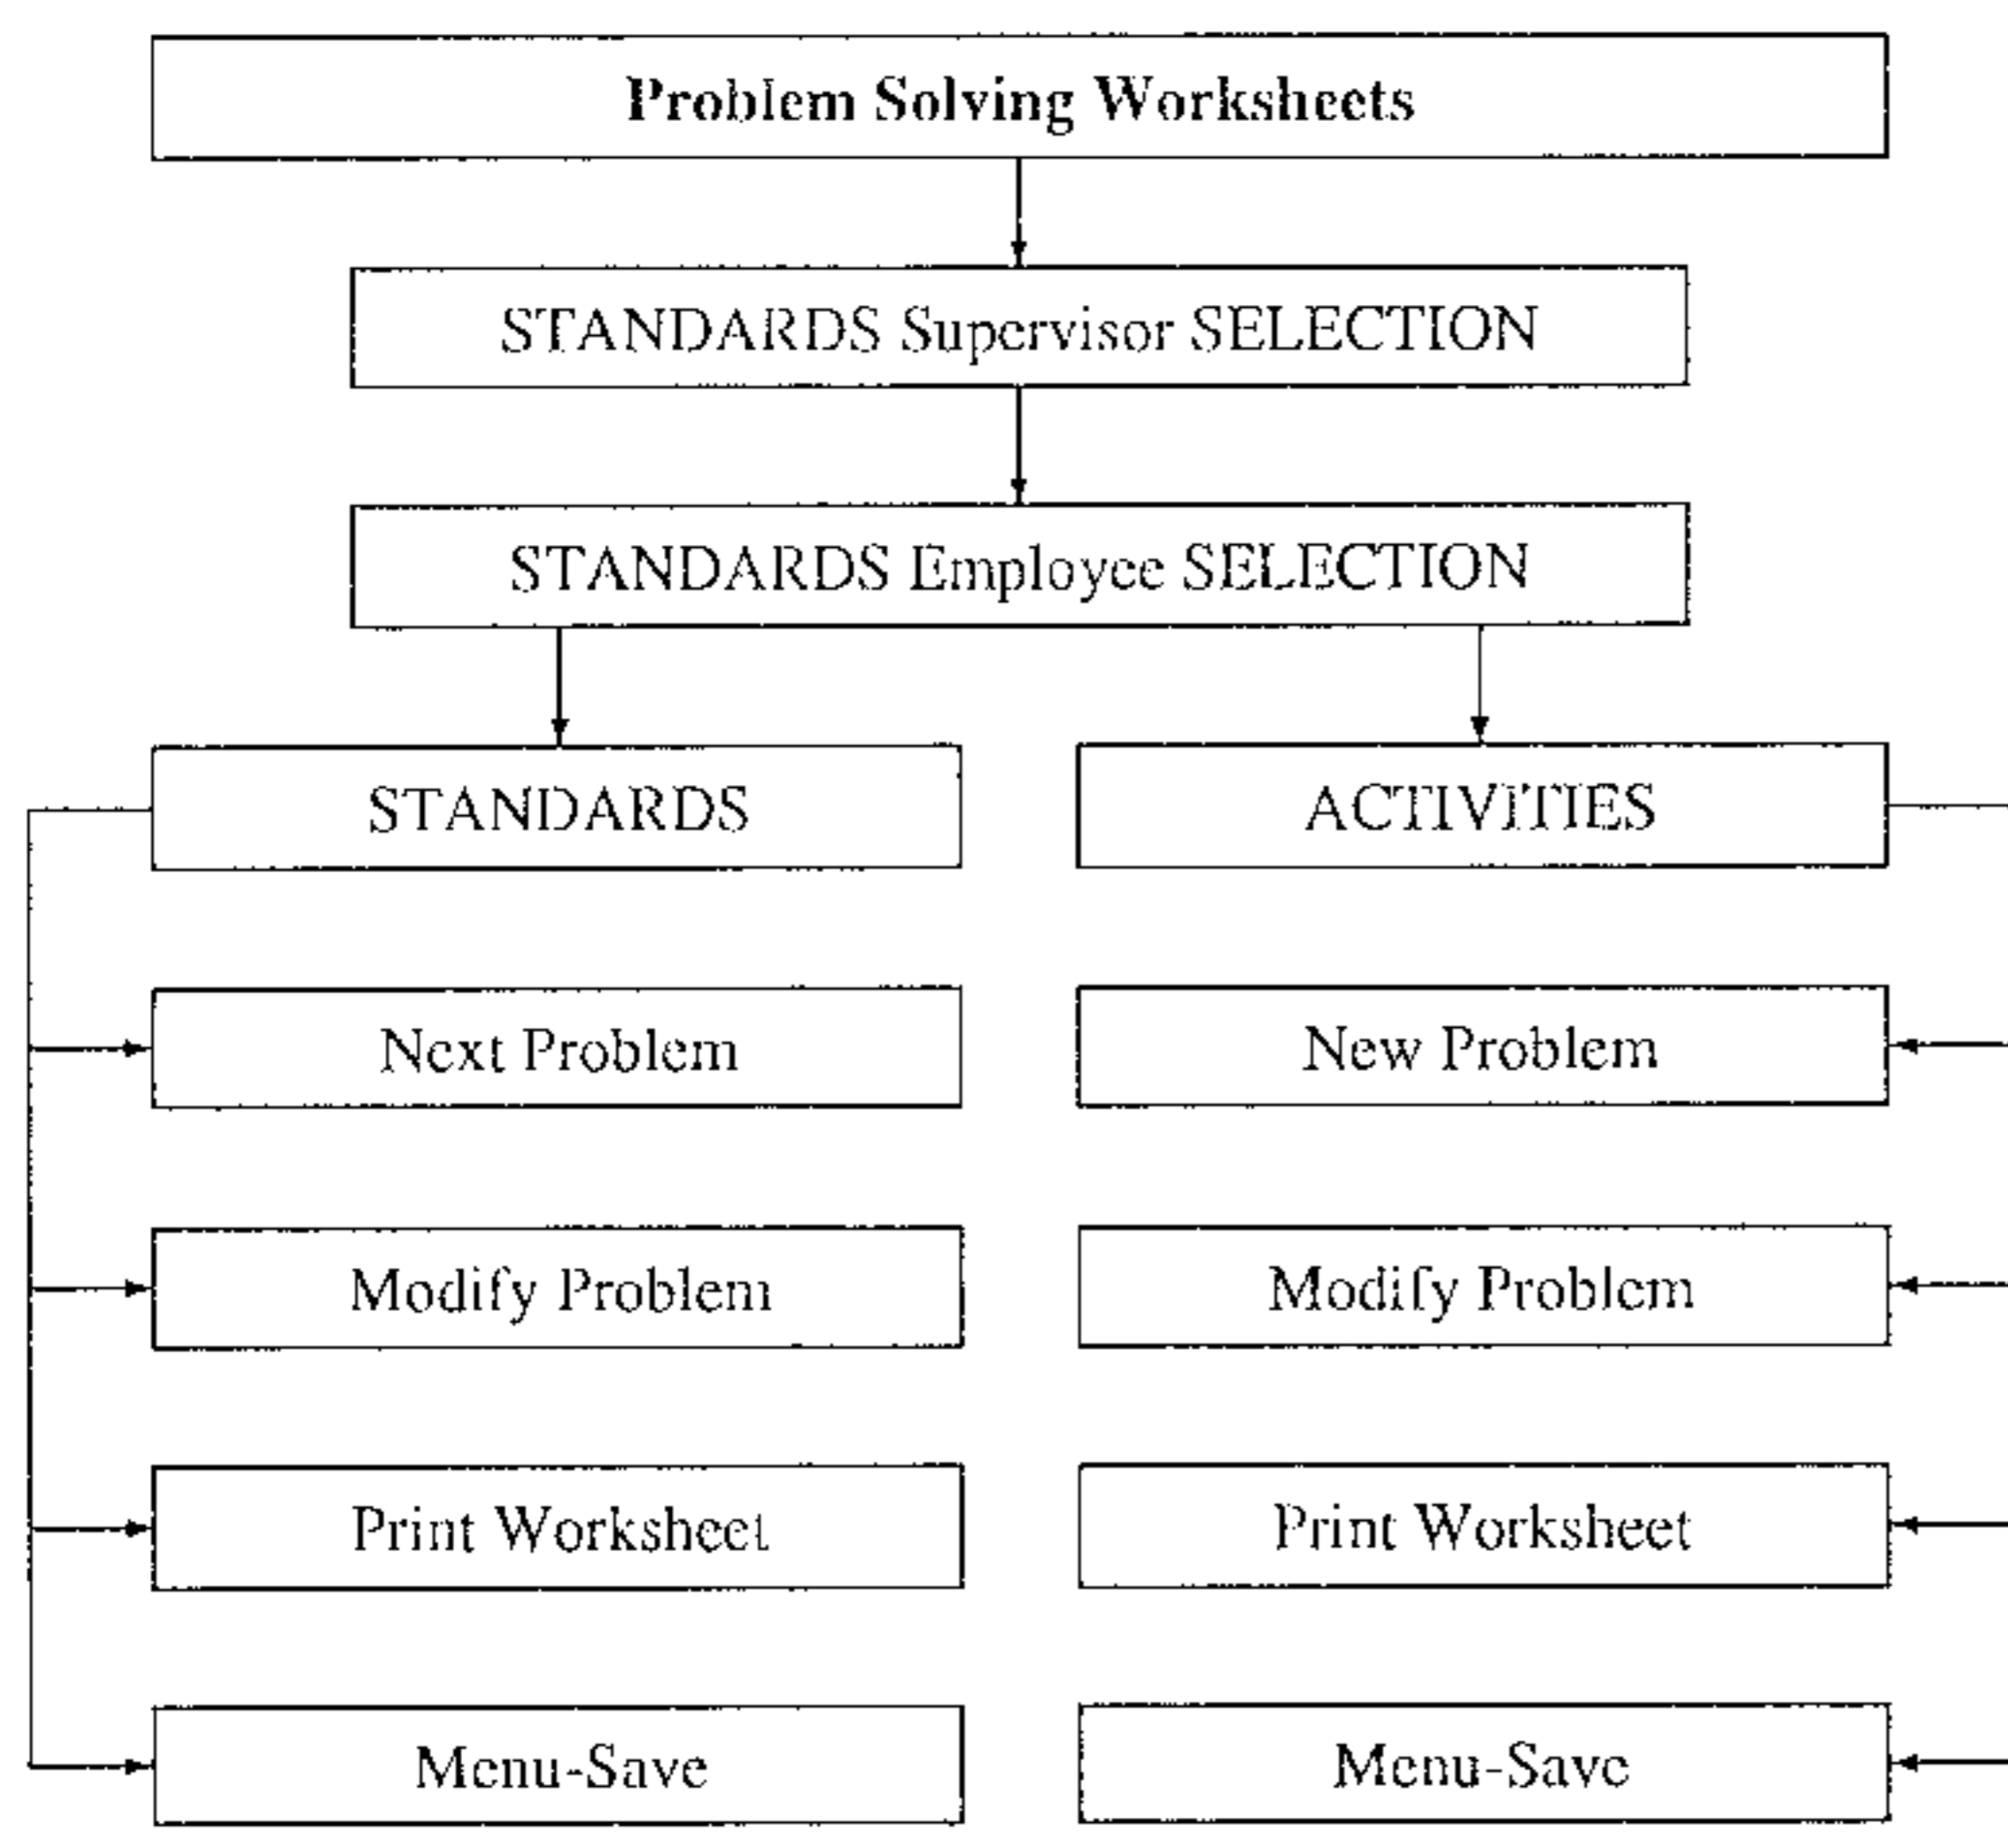 Problem Solving Worksheets
STANDARDS Supervisor SELECTION
STANDARDS Employee SELECTION
STANDARDS
ACTIVITIES
Next Problem
New Problem
Modify Problem
Modify Problem
Print Worksheet
Print Worksheet
Menu-Save
Menu-Save